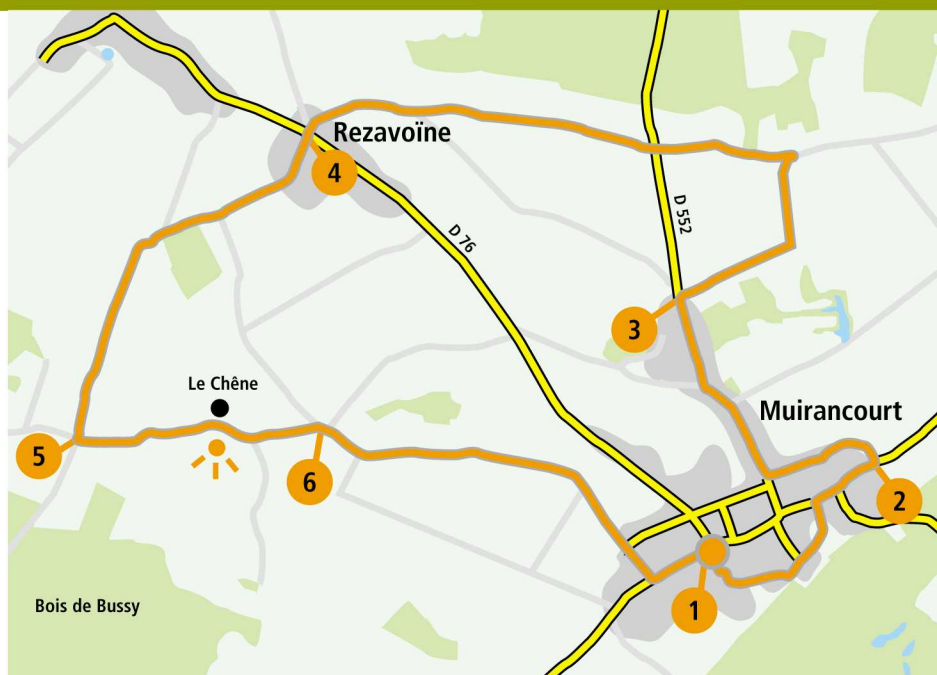 Rezavoïne
4
D 76
D 552
3
Le Chêne
Muirancourt
5
6
2
Bois de Bussy
1